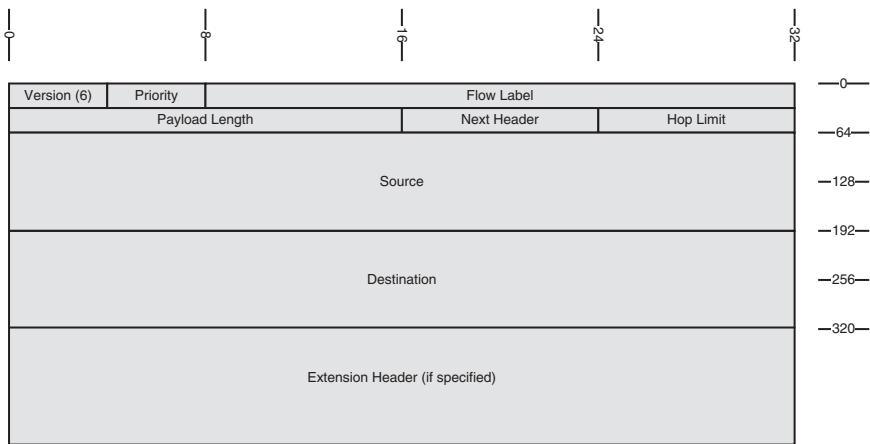 0 8 16 24 32
Version (6) Priority Flow Label 0
Payload Length Next Header Hop Limit
64
Source 128
192
Destination 256
320
Extension Header (if specified)